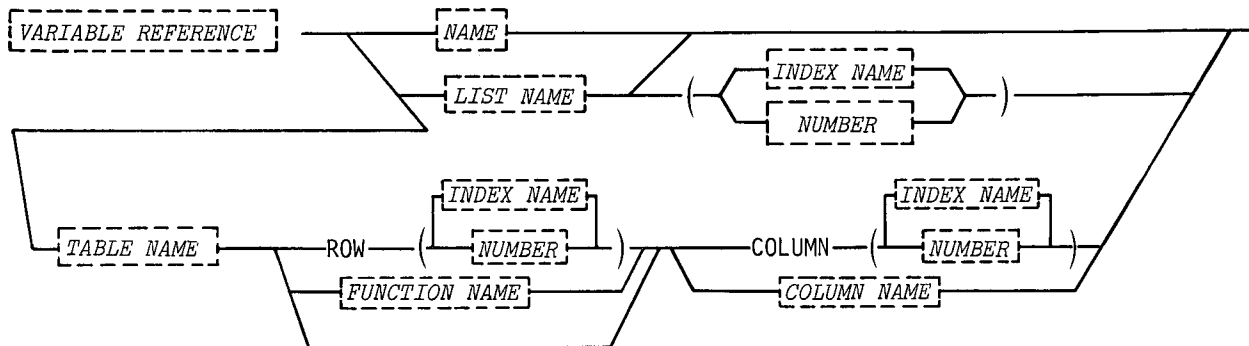 VARIABLE REFERENCE NAME
LIST NAME ( INDEX NAME )
NUMBER
INDEX NAME INDEX NAME
TABLE NAME ROW ( NUMBER ) COLUMN ( NUMBER )
FUNCTION NAME COLUMN NAME